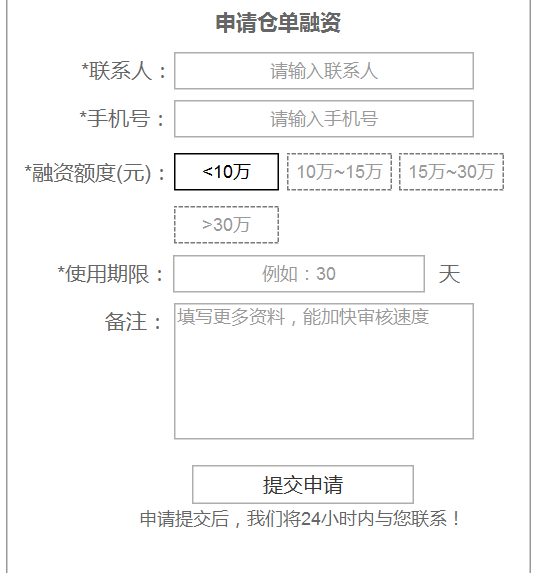 申请仓单融资
*联系人： 请输入联系人
*手机号： 请输入手机号
*融资额度(元)： <10万 10万~15万 15万~30万
>30万
*使用期限： 例如：30 天
备注： 填写更多资料，能加快审核速度
提交申请
申请提交后，我们将24小时内与您联系！